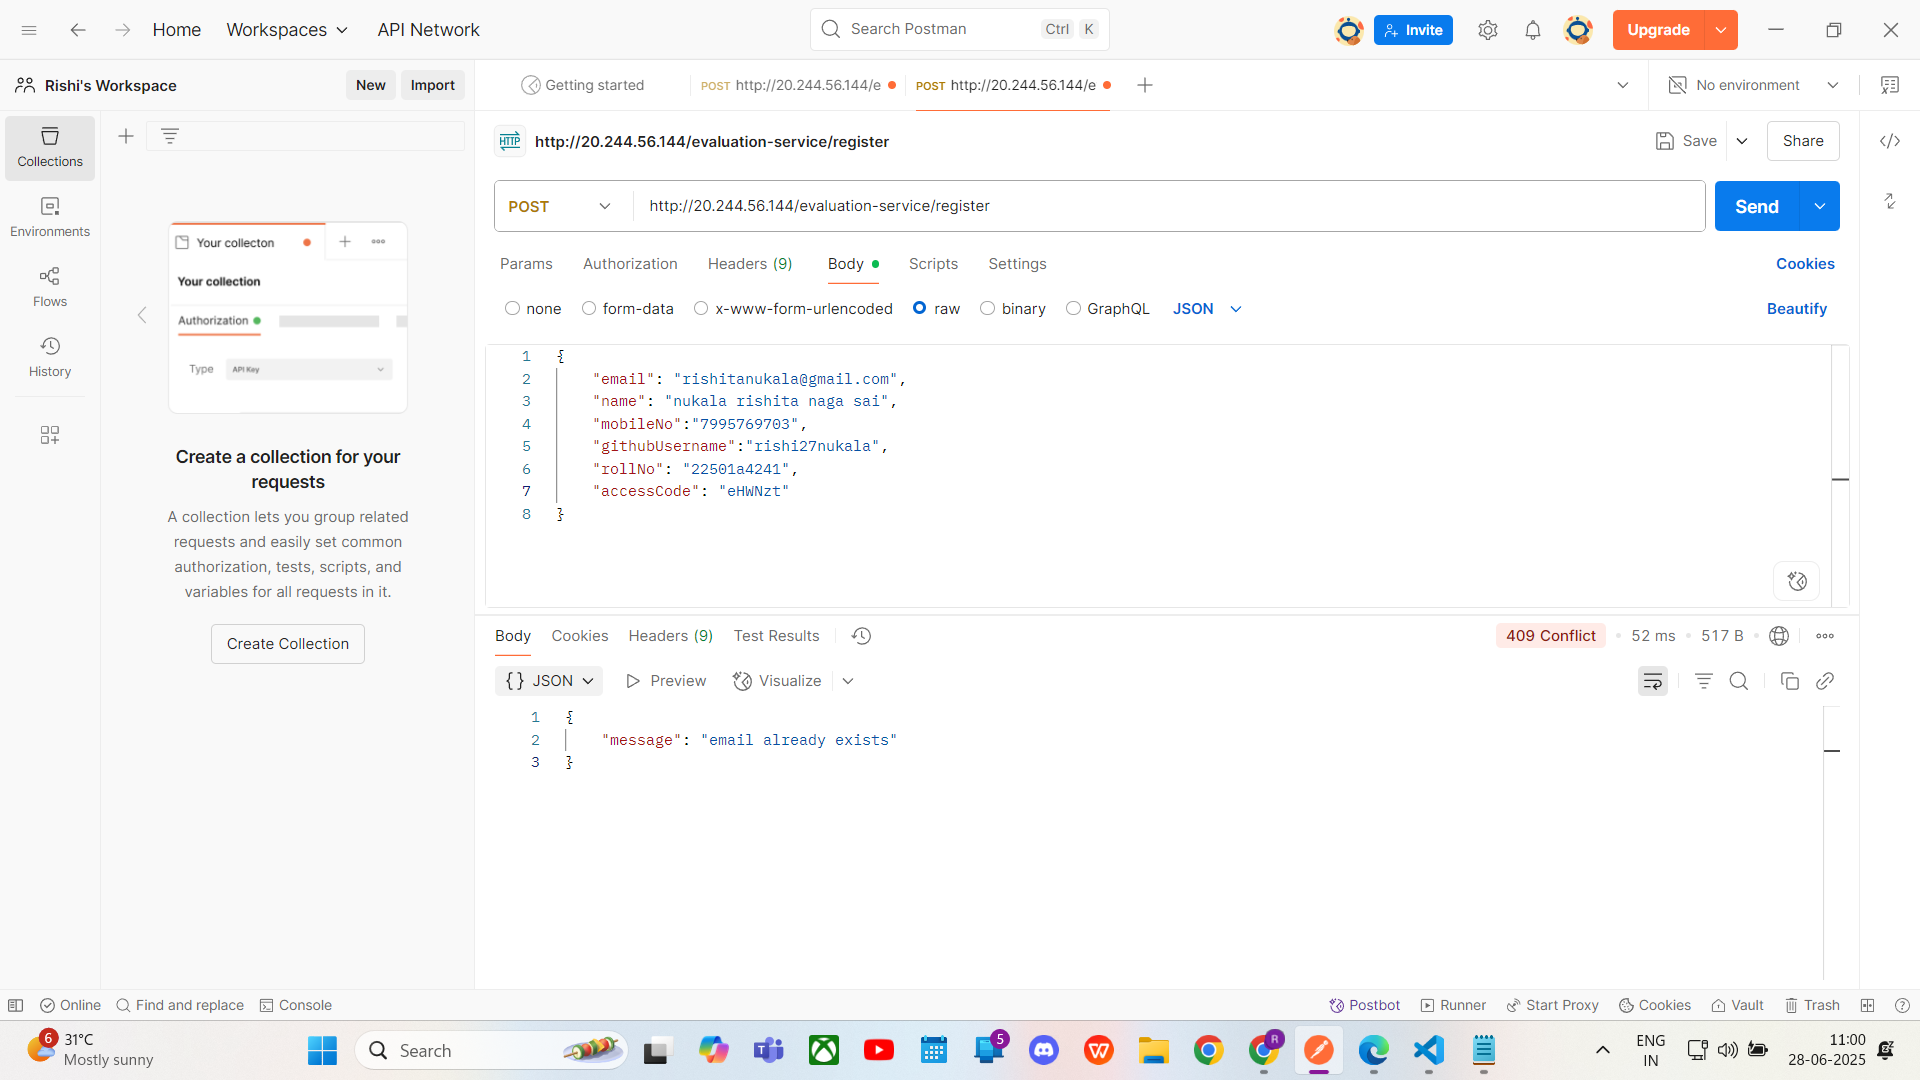 Home
Workspaces
API Network
Search Postman
Ctrl
K
Invite
Upgrade
Rishi's Workspace
New
Import
Getting started
POST http://20.244.56.144/e
POST http://20.244.56.144/e
No environment
Collections
Environments
Flows
History
Your collecton
Your collection
Authorization
Type
API Key
Create a collection for your
requests
A collection lets you group related
requests and easily set common
authorization, tests, scripts, and
variables for all requests in it.
Create Collection
HTTP
http://20.244.56.144/evaluation-service/register
Save
Share
POST
http://20.244.56.144/evaluation-service/register
Send
Params
Authorization
Headers (9)
Body
Scripts
Settings
Cookies
none
form-data
x-www-form-urlencoded
raw
binary
GraphQL
JSON
Beautify
1 {
2 "email": "rishitanukala@gmail.com",
3 "name": "nukala rishita naga sai",
4 "mobileNo":"7995769703",
5 "githubUsername":"rishi27nukala",
6 "rollNo": "22501a4241",
7 "accessCode": "eHWNzt"
8 }
Body
Cookies
Headers (9)
Test Results
409 Conflict
52 ms
517 B
{} JSON
Preview
Visualize
1 {
2 "message": "email already exists"
3 }
Online
Find and replace
Console
Postbot
Runner
Start Proxy
Cookies
Vault
Trash
6
31°C
Mostly sunny
Search
5
R
ENG
IN
11:00
28-06-2025